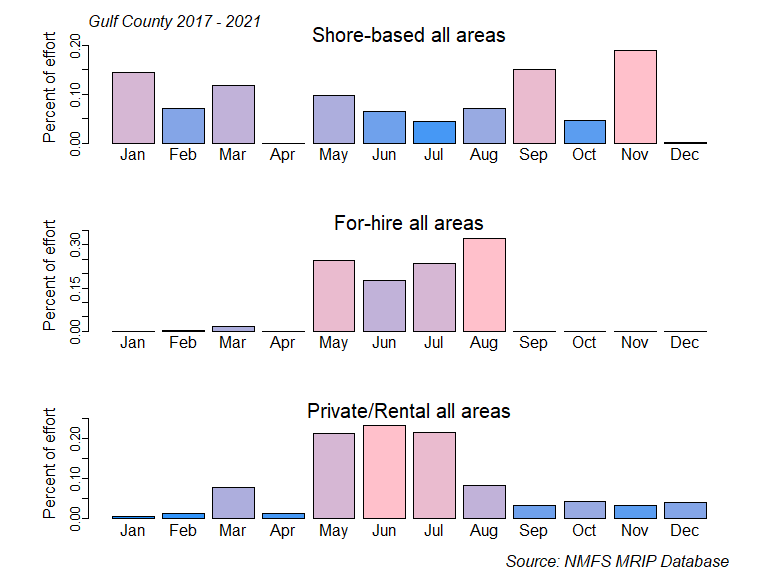 Gulf County 2017 - 2021
Shore-based all areas
Percent of effort
0.00 0.10 0.20
Jan Feb Mar Apr May Jun Jul Aug Sep Oct Nov Dec
For-hire all areas
Percent of effort
0.00 0.15 0.30
Jan Feb Mar Apr May Jun Jul Aug Sep Oct Nov Dec
Private/Rental all areas
Percent of effort
0.00 0.10 0.20
Jan Feb Mar Apr May Jun Jul Aug Sep Oct Nov Dec
Source: NMFS MRIP Database